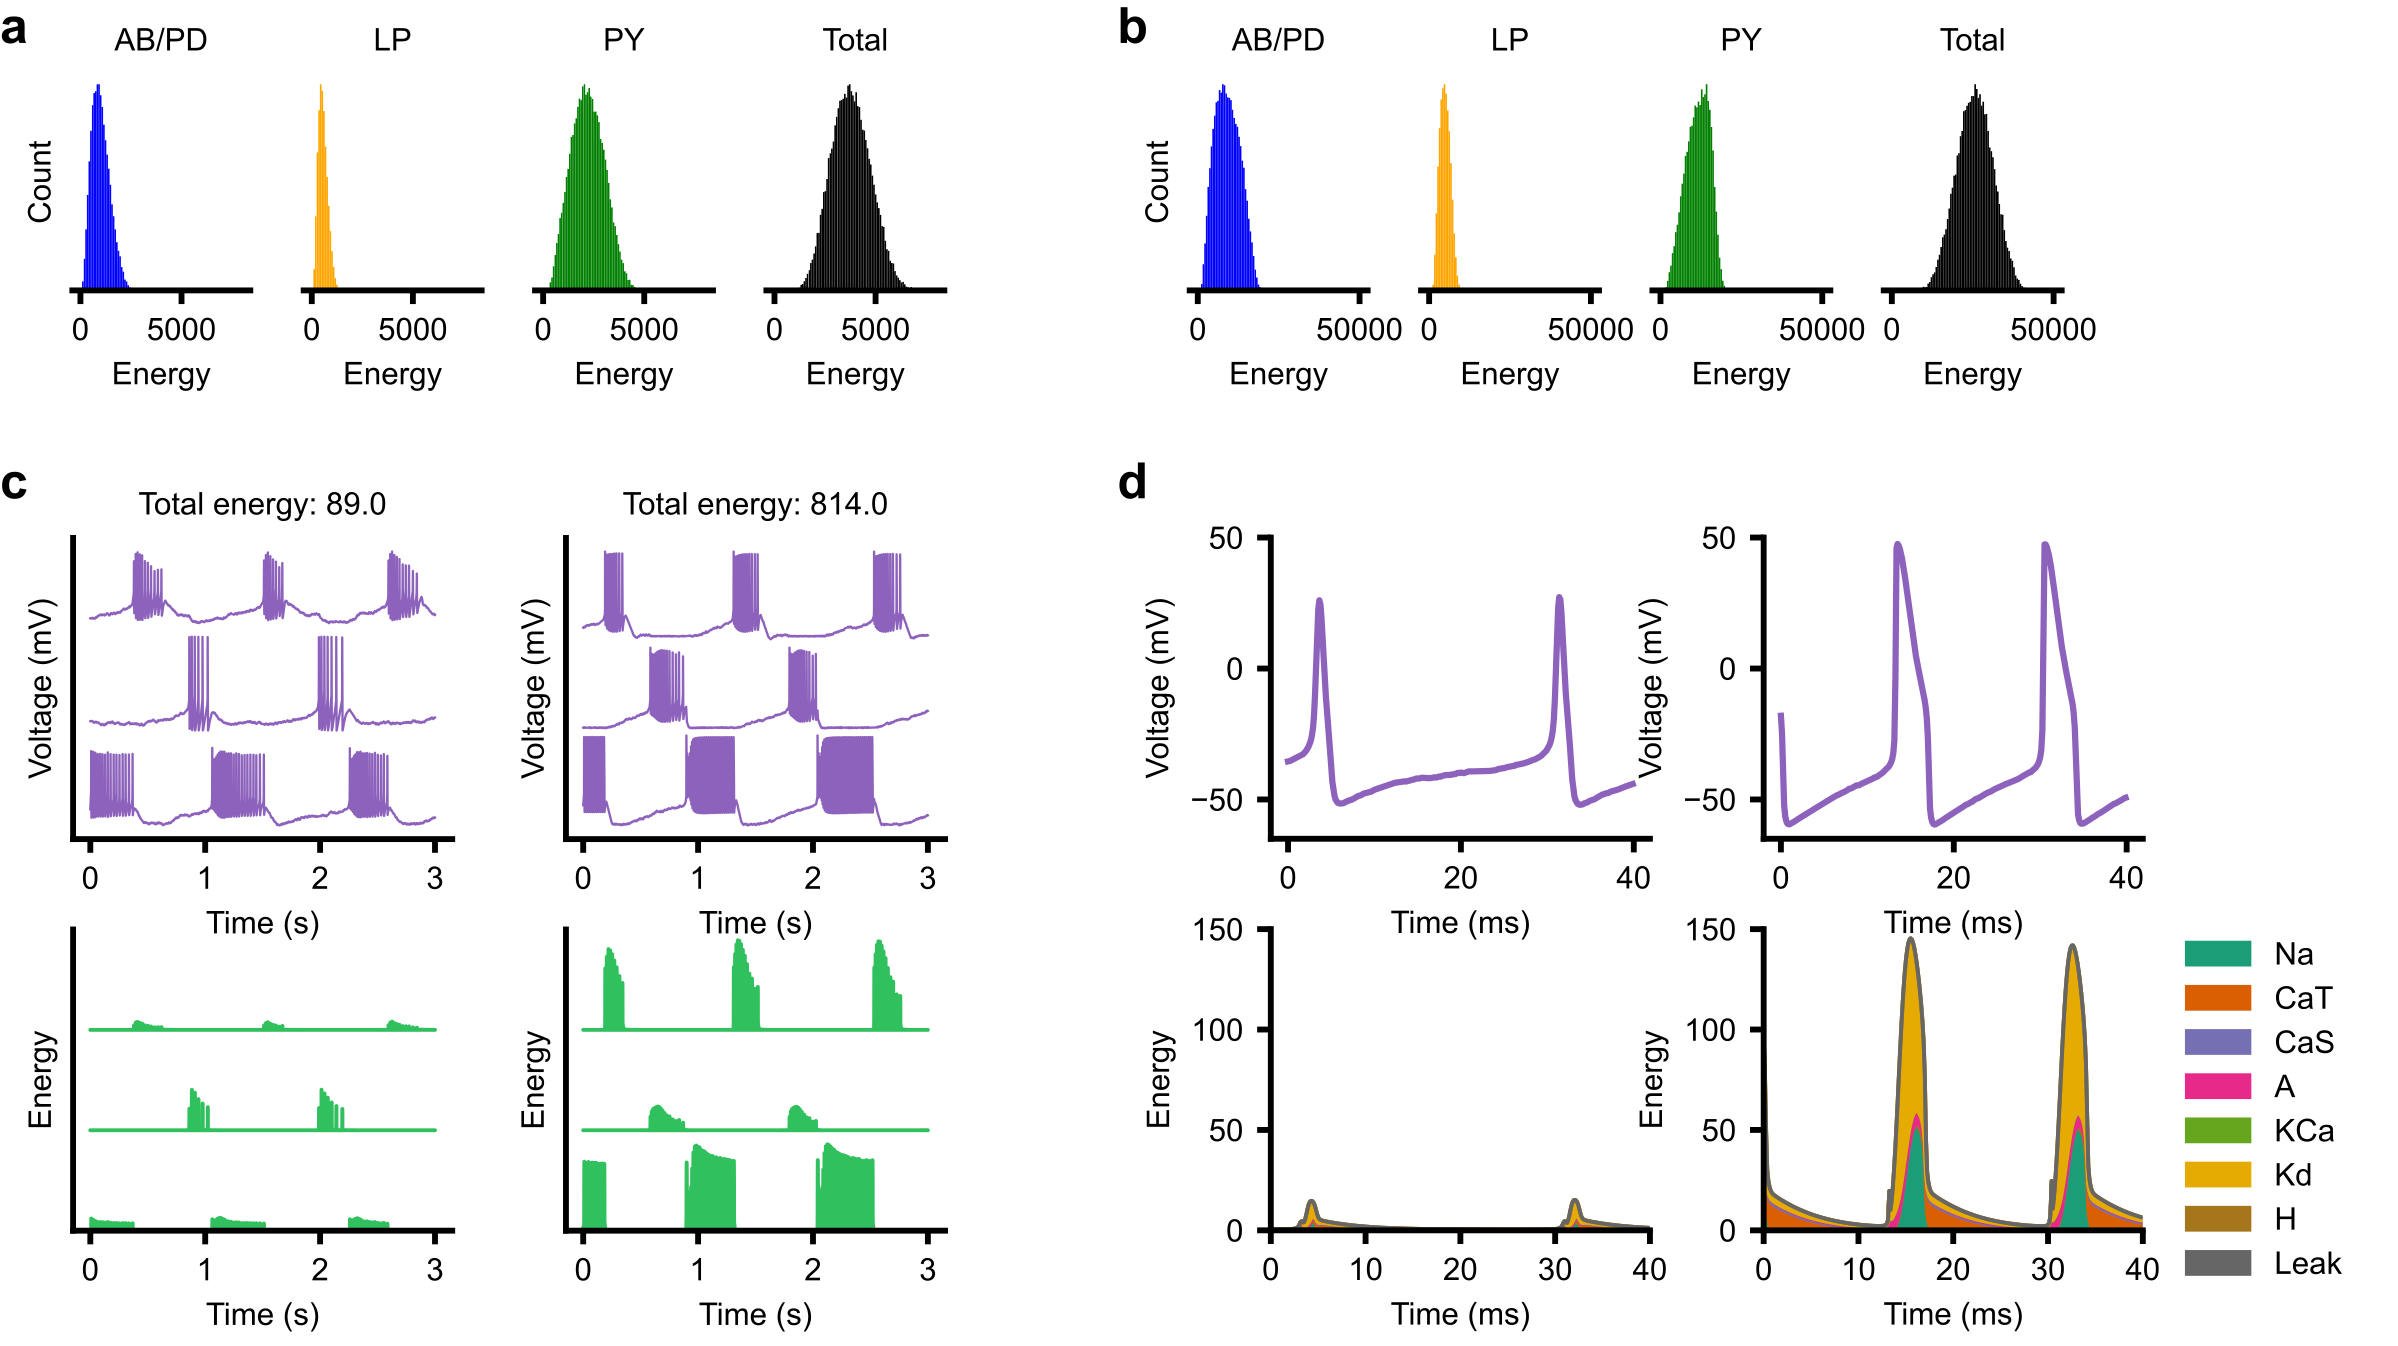 a
AB/PD LP PY Total
Count
0 5000 0 5000 0 5000 0 5000
Energy Energy Energy Energy
b
AB/PD LP PY Total
Count
0 50000 0 50000 0 50000 0 50000
Energy Energy Energy Energy
c
Total energy: 89.0 Total energy: 814.0
Voltage (mV) Voltage (mV)
0 1 2 3 0 1 2 3
Time (s) Time (s)
Energy Energy
0 1 2 3 0 1 2 3
Time (s) Time (s)
d
50 50
0 0
−50 −50
Voltage (mV) Voltage (mV)
0 20 40 0 20 40
Time (ms) Time (ms)
150 150
100 100
50 50
0 0
Energy Energy
0 10 20 30 40 0 10 20 30 40
Time (ms) Time (ms)
Na
CaT
CaS
A
KCa
Kd
H
Leak